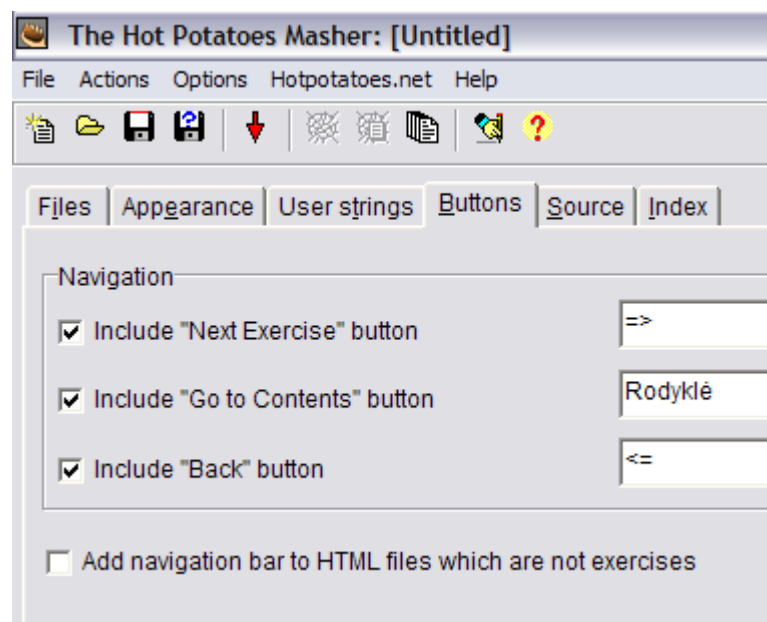 The Hot Potatoes Masher: [Untitled]
File Actions Options Hotpotatoes.net Help
Files Appearance User strings Buttons Source Index
Navigation
Include "Next Exercise" button =>
Include "Go to Contents" button Rodyklė
Include "Back" button <=
Add navigation bar to HTML files which are not exercises